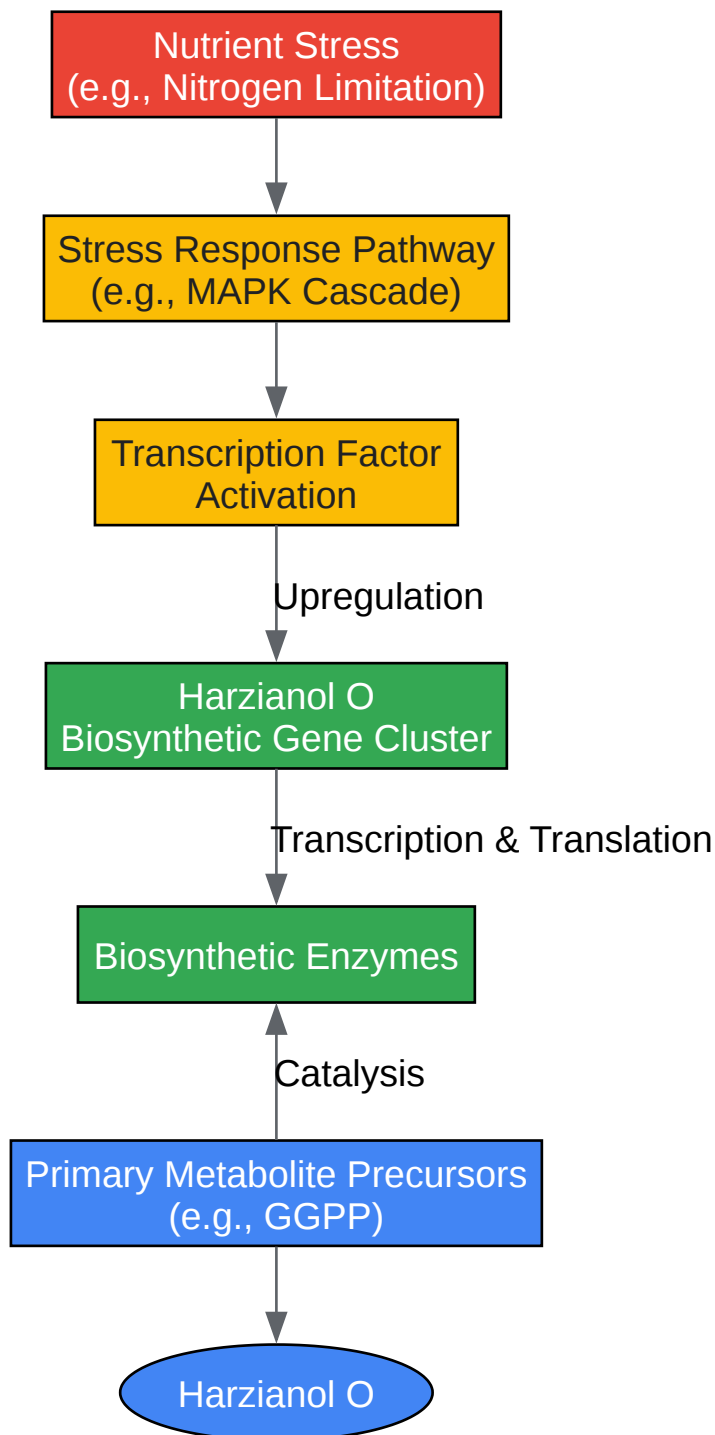 Nutrient Stress
(e.g., Nitrogen Limitation)
Stress Response Pathway
(e.g., MAPK Cascade)
Transcription Factor
Activation
Upregulation
Harzianol O
Biosynthetic Gene Cluster
Transcription & Translation
Biosynthetic Enzymes
Catalysis
Primary Metabolite Precursors
(e.g., GGPP)
Harzianol O